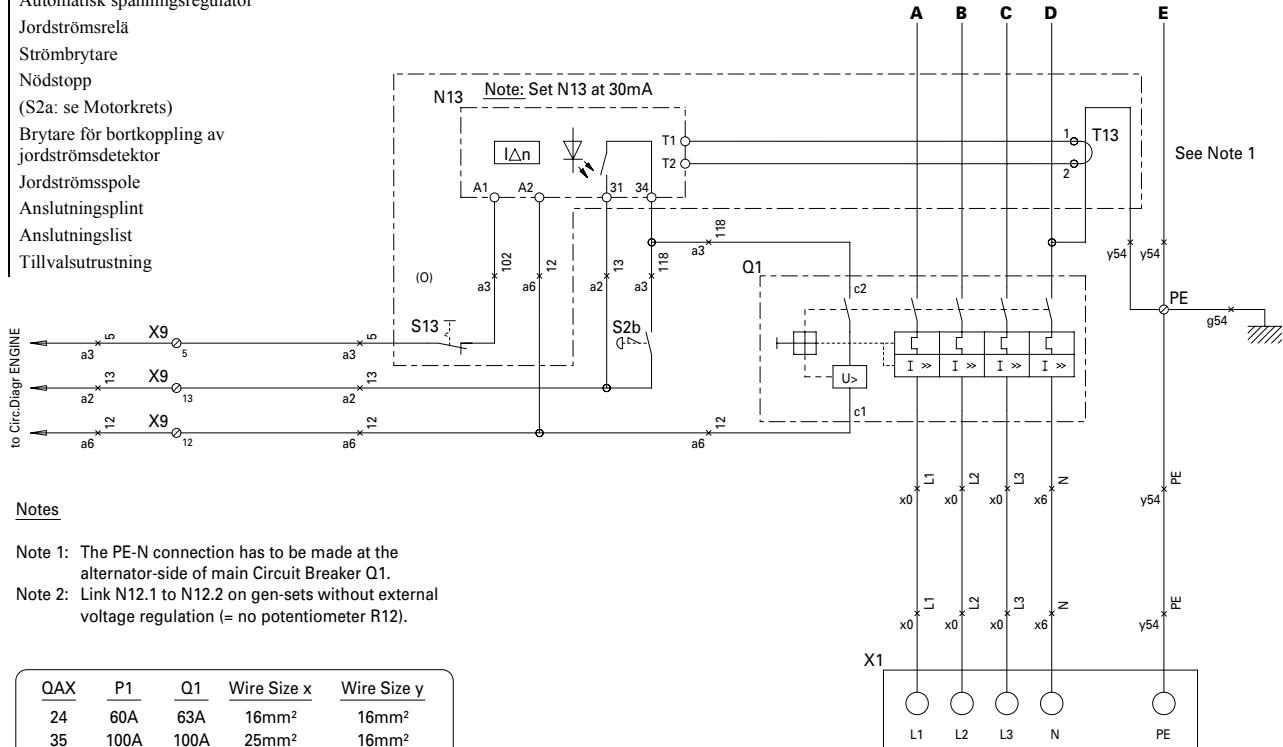 Automatisk spänningsregulator
Jordströmsrelä
Strömbrytare
Nödstopp
(S2a: se Motorkrets)
Brytare för bortkoppling av
jordströmsdetektor
Jordströmsspole
Anslutningsplint
Anslutningslist
Tillvalsutrustning
A B C D E
N13 Note: Set N13 at 30mA
I△n
T1
T2
1
2
T13
See Note 1
A1 A2 31 34
118
a3
102
a3
12
a6
13
a2
118
a3
(O)
y54 y54
Q1
c2
PE
g54
S13
S2b
to Circ.Diagr ENGINE
5
a3
X9
5
5
a3
13
a2
X9
13
13
a2
12
a6
X9
12
12
a6
12
a6
U>
I >> I >> I >> I >>
c1
L1 L2 L3 N PE
x0 x0 x0 x6 y54
Notes
Note 1: The PE-N connection has to be made at the
alternator-side of main Circuit Breaker Q1.
Note 2: Link N12.1 to N12.2 on gen-sets without external
voltage regulation (= no potentiometer R12).
L1 L2 L3 N PE
x0 x0 x0 x6 y54
X1
L1 L2 L3 N PE
QAX P1 Q1 Wire Size x Wire Size y
24 60A 63A 16mm² 16mm²
35 100A 100A 25mm² 16mm²